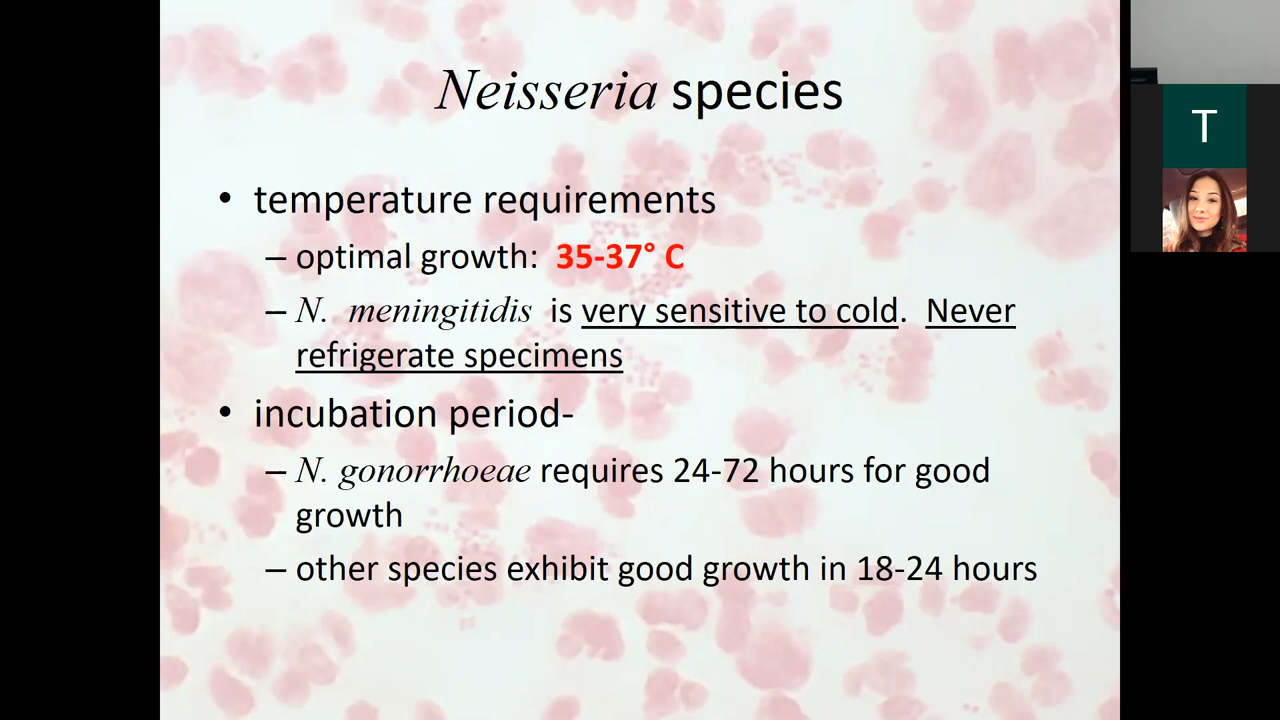 Neisseria species
T
• temperature requirements
– optimal growth: 35-37° C
– N. meningitidis is very sensitive to cold. Never
refrigerate specimens
• incubation period-
– N. gonorrhoeae requires 24-72 hours for good
growth
– other species exhibit good growth in 18-24 hours